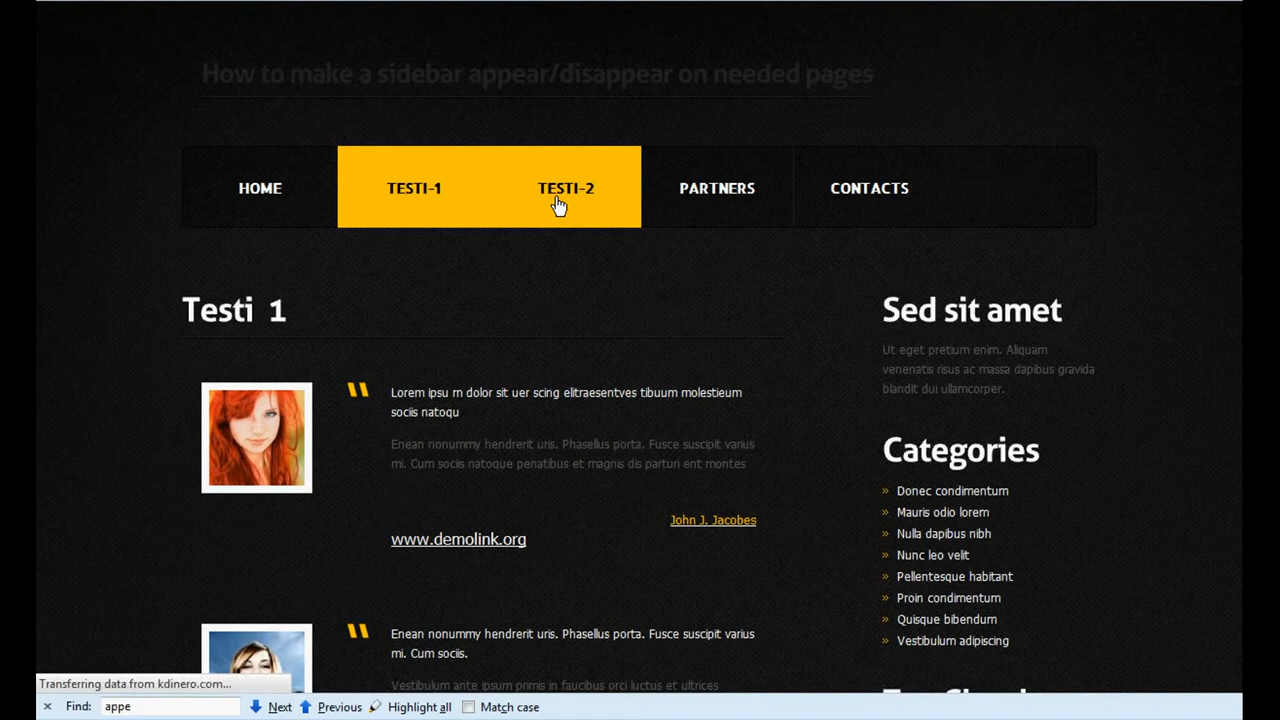 How to make a sidebar appear/disappear on needed pages
HOME TESTI-1 TESTI-2 PARTNERS CONTACTS
Testi 1
Lorem ipsu m dolor sit uer scing elitraesentves tibuum molestieum
sociis natoqu
Enean nonummy hendrerit uris. Phasellus porta. Fusce suscipit varius
mi. Cum sociis natoque penatibus et magnis dis parturi ent montes
John J. Jacobes
www.demolink.org
Enean nonummy hendrerit uris. Phasellus porta. Fusce suscipit varius
mi. Cum sociis.
Vestibulum ante ipsum primis in faucibus orci luctus et ultrices
Sed sit amet
Ut eget pretium enim. Aliquam
venenatis risus ac massa dapibus gravida
blandit dui ullamcorper.
Categories
» Donec condimentum
» Mauris odio lorem
» Nulla dapibus nibh
» Nunc leo velit
» Pellentesque habitant
» Proin condimentum
» Quisque bibendum
» Vestibulum adipiscing
Transferring data from kdinero.com...
Find: appe Next Previous Highlight all Match case